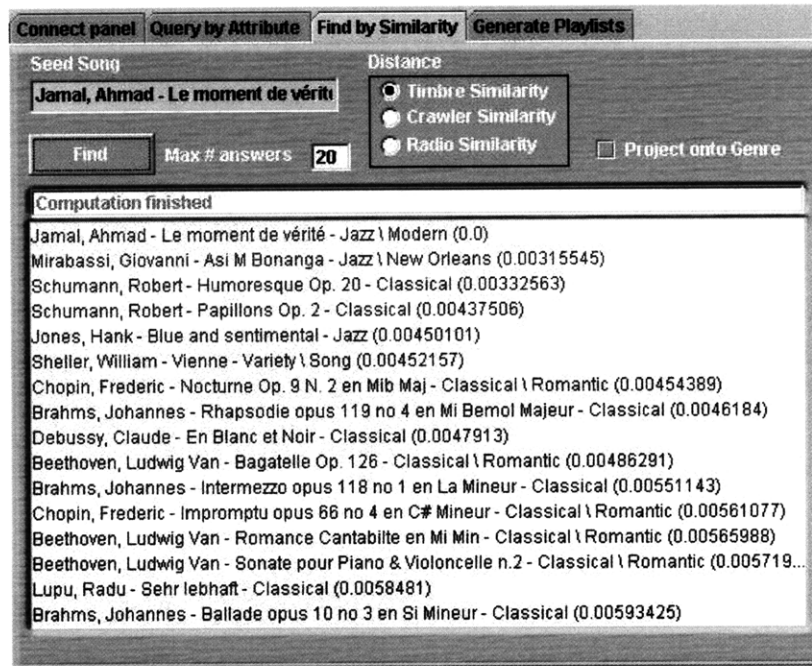 Connect panel Query by Attribute Find by Similarity Generate Playlists
Seed Song Distance
Jamal, Ahmad - Le moment de vérit
Timbre Similarity
Crawler Similarity
Radio Similarity
Find Max # answers 20 Project onto Genre
Computation finished
Jamal, Ahmad - Le moment de vérité - Jazz \ Modern (0.0)
Mirabassi, Giovanni - Asi M Bonanga - Jazz \ New Orleans (0.00315545)
Schumann, Robert - Humoresque Op. 20 - Classical (0.00332563)
Schumann, Robert - Papillons Op. 2 - Classical (0.00437506)
Jones, Hank - Blue and sentimental - Jazz (0.00450101)
Sheller, William - Vienne - Variety \ Song (0.00452157)
Chopin, Frederic - Nocturne Op. 9 N. 2 en Mib Maj - Classical \ Romantic (0.00454389)
Brahms, Johannes - Rhapsodie opus 119 no 4 en Mi Bemol Majeur - Classical (0.0046184)
Debussy, Claude - En Blanc et Noir - Classical (0.0047913)
Beethoven, Ludwig Van - Bagatelle Op. 126 - Classical \ Romantic (0.00486291)
Brahms, Johannes - Intermezzo opus 118 no 1 en La Mineur - Classical (0.00551143)
Chopin, Frederic - Impromptu opus 66 no 4 en C# Mineur - Classical \ Romantic (0.00561077)
Beethoven, Ludwig Van - Romance Cantabilte en Mi Min - Classical \ Romantic (0.00565988)
Beethoven, Ludwig Van - Sonate pour Piano & Violoncelle n.2 - Classical \ Romantic (0.005719...
Lupu, Radu - Sehr lebhaft - Classical (0.0058481)
Brahms, Johannes - Ballade opus 10 no 3 en Si Mineur - Classical (0.00593425)